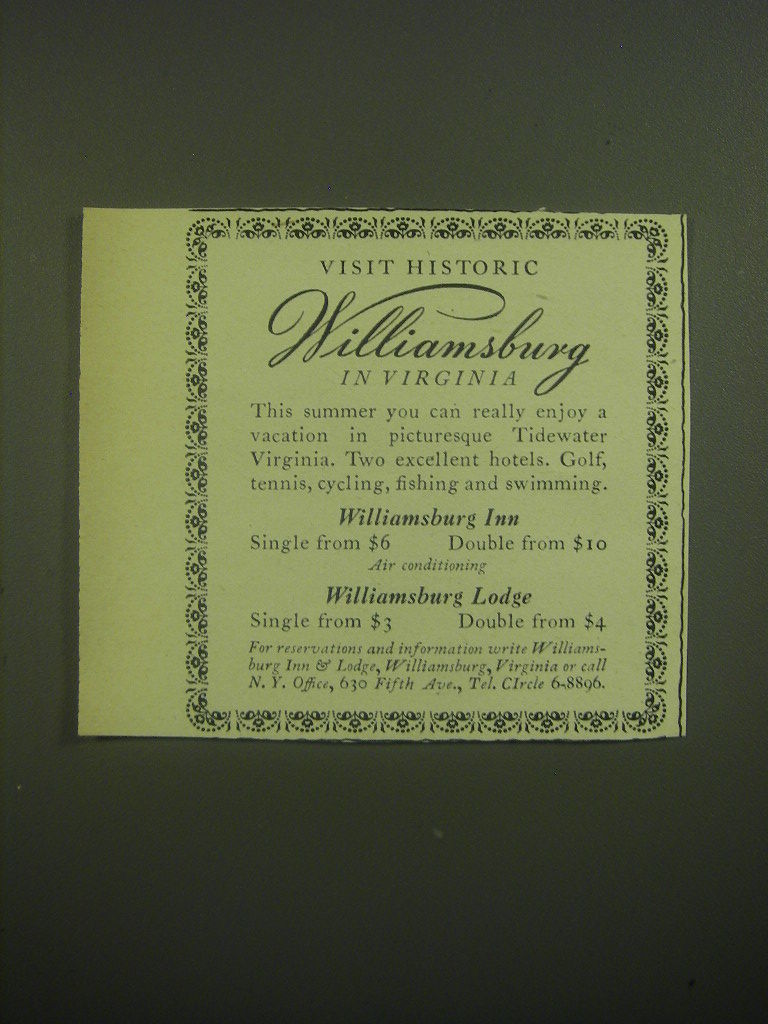 VISIT HISTORIC
Williamsburg
IN VIRGINIA
This summer you can really enjoy a
vacation in picturesque Tidewater
Virginia. Two excellent hotels. Golf,
tennis, cycling, fishing and swimming.
Williamsburg Inn
Single from $6 Double from $10
Air conditioning
Williamsburg Lodge
Single from $3 Double from $4
For reservations and information write Williams-
burg Inn & Lodge, Williamsburg, Virginia or call
N. Y. Office, 630 Fifth Ave., Tel. CIrcle 6-8896.